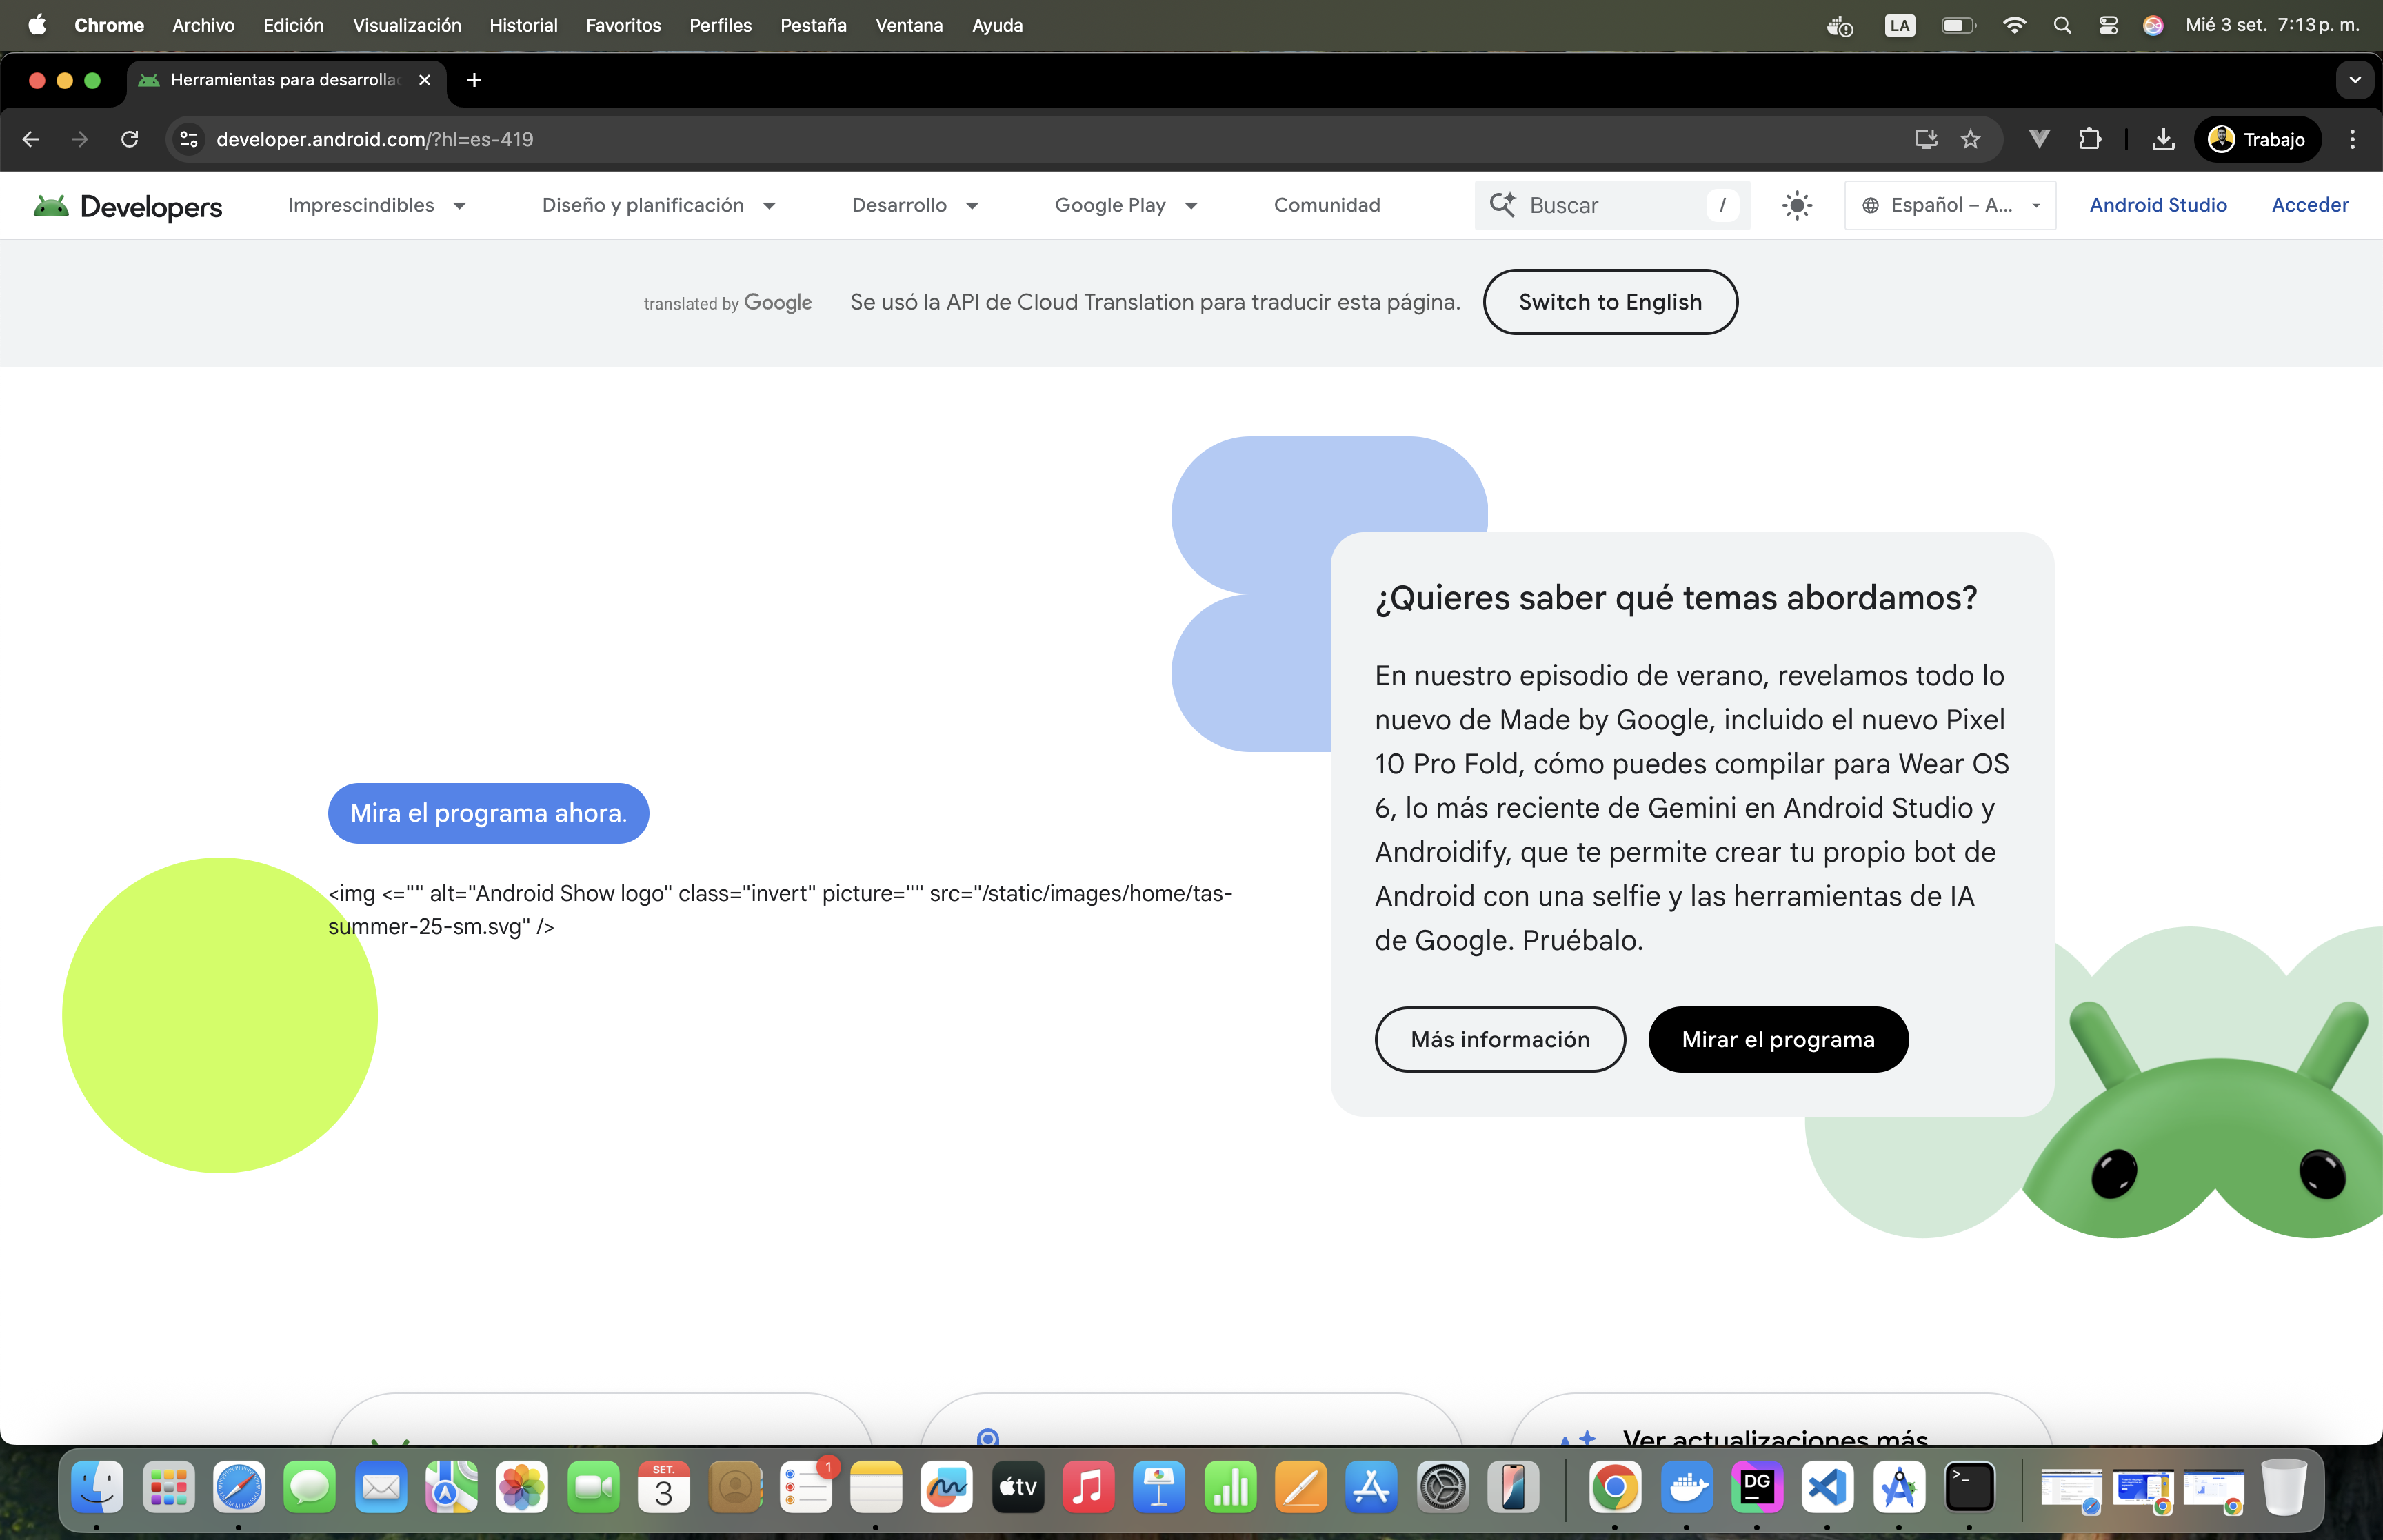 Chrome Archivo Edición Visualización Historial Favoritos Perfiles Pestaña Ventana Ayuda LA Mié 3 set. 7:13 p. m.
Herramientas para desarrolla
developer.android.com/?hl=es-419 Trabajo
Developers Imprescindibles Diseño y planificación Desarrollo Google Play Comunidad Buscar / Español – A... Android Studio Acceder
translated by Google Se usó la API de Cloud Translation para traducir esta página. Switch to English
Mira el programa ahora.
<img <="" alt="Android Show logo" class="invert" picture="" src="/static/images/home/tas-
summer-25-sm.svg" />
¿Quieres saber qué temas abordamos?
En nuestro episodio de verano, revelamos todo lo
nuevo de Made by Google, incluido el nuevo Pixel
10 Pro Fold, cómo puedes compilar para Wear OS
6, lo más reciente de Gemini en Android Studio y
Androidify, que te permite crear tu propio bot de
Android con una selfie y las herramientas de IA
de Google. Pruébalo.
Más información Mirar el programa
Ver actualizaciones más
SET.
3
1
tv
DG
>_